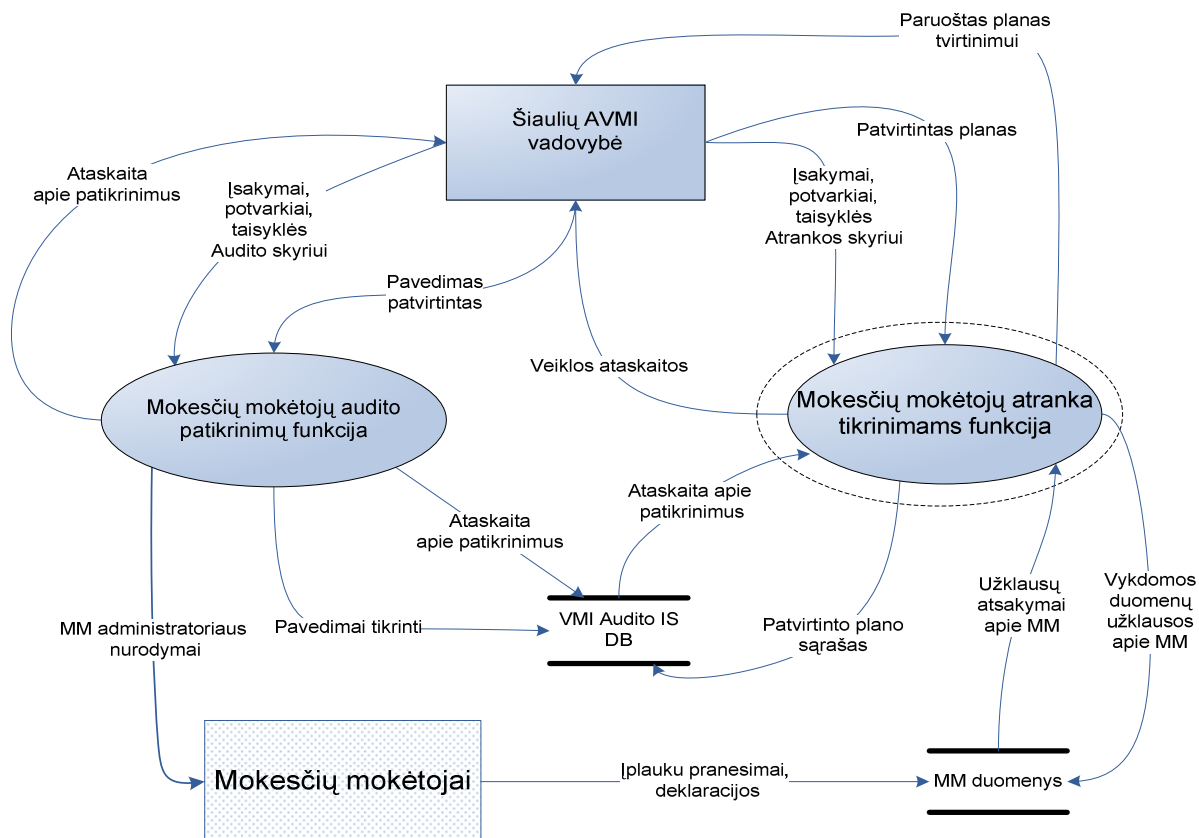 Paruoštas planas
tvirtinimui
Šiaulių AVMI
vadovybė
Patvirtintas planas
Ataskaita
apie patikrinimus
Įsakymai,
potvarkiai,
taisyklės
Audito skyriui
Įsakymai,
potvarkiai,
taisyklės
Atrankos skyriui
Pavedimas
patvirtintas
Veiklos ataskaitos
Mokesčių mokėtojų audito
patikrinimų funkcija
Mokesčių mokėtojų atranka
tikrinimams funkcija
Ataskaita apie
patikrinimus
Ataskaita
apie patikrinimus
Užklausų
atsakymai
apie MM
Vykdomos
duomenų
užklausos
apie MM
MM administratoriaus
nurodymai
Pavedimai tikrinti
VMI Audito IS
DB
Patvirtinto plano
sąrašas
Mokesčių mokėtojai
Įplauku pranesimai,
deklaracijos
MM duomenys